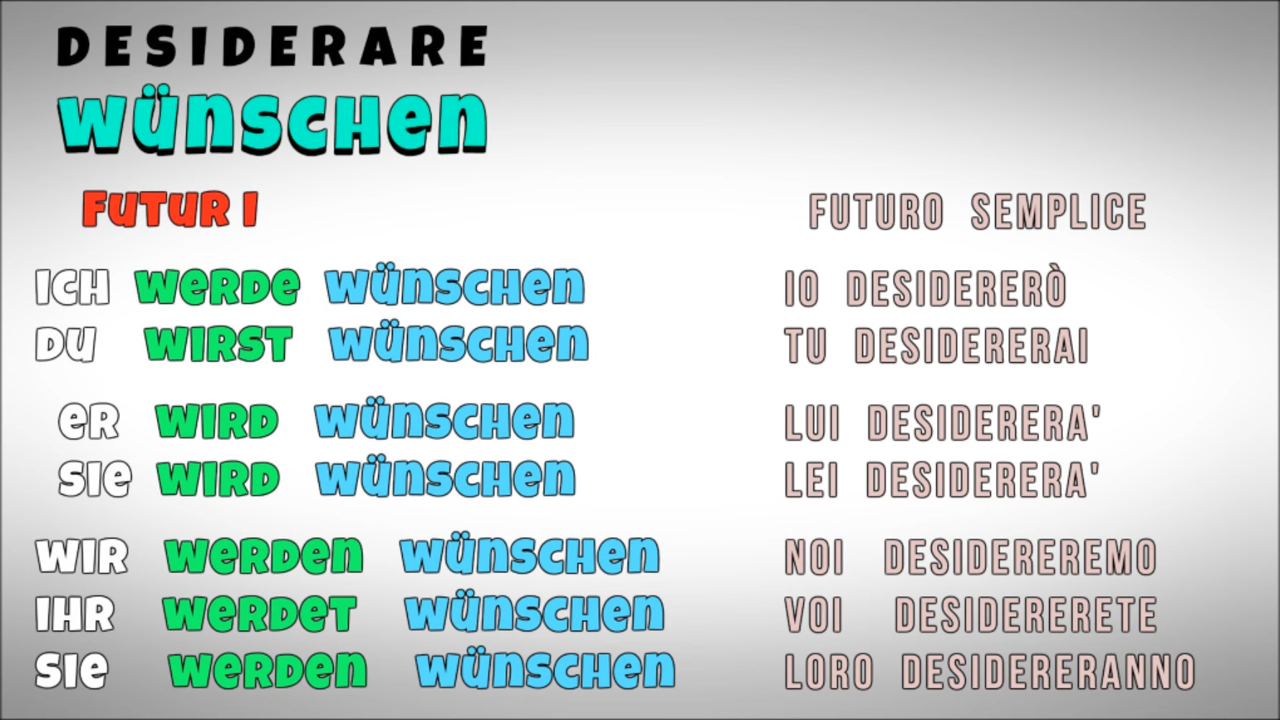 DESIDERARE
wünschen
FUTUR I FUTURO SEMPLICE
ICH werde wünschen IO DESIDERERÒ
DU WIRST wünschen TU DESIDERERAI
er WIRD wünschen LUI DESIDERERA'
sie WIRD wünschen LEI DESIDERERA'
WIR werden wünschen NOI DESIDEREREMO
IHR werdet wünschen VOI DESIDERERETE
sie werden wünschen LORO DESIDERERANNO